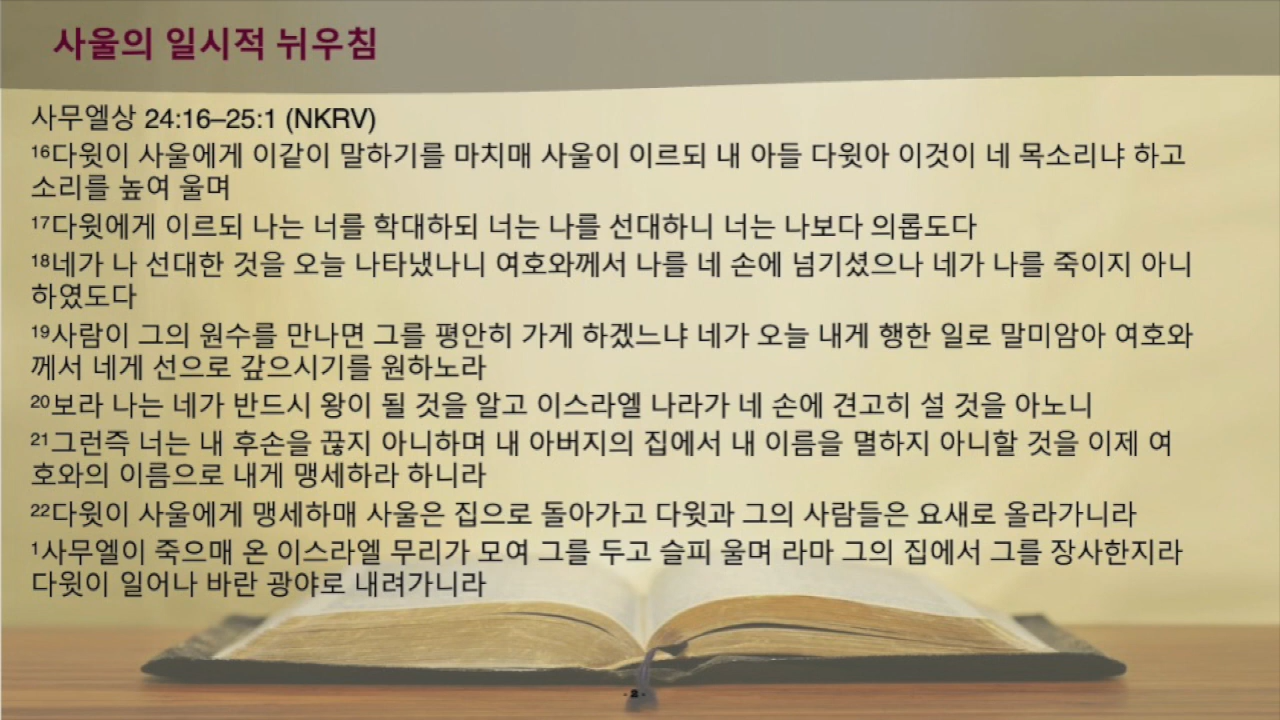 사울의 일시적 뉘우침
사무엘상 24:16–25:1 (NKRV)
¹⁶다윗이 사울에게 이같이 말하기를 마치매 사울이 이르되 내 아들 다윗아 이것이 네 목소리냐 하고
소리를 높여 울며
¹⁷다윗에게 이르되 나는 너를 학대하되 너는 나를 선대하니 너는 나보다 의롭도다
¹⁸네가 나 선대한 것을 오늘 나타냈나니 여호와께서 나를 네 손에 넘기셨으나 네가 나를 죽이지 아니
하였도다
¹⁹사람이 그의 원수를 만나면 그를 평안히 가게 하겠느냐 네가 오늘 내게 행한 일로 말미암아 여호와
께서 네게 선으로 갚으시기를 원하노라
²⁰보라 나는 네가 반드시 왕이 될 것을 알고 이스라엘 나라가 네 손에 견고히 설 것을 아노니
²¹그런즉 너는 내 후손을 끊지 아니하며 내 아버지의 집에서 내 이름을 멸하지 아니할 것을 이제 여
호와의 이름으로 내게 맹세하라 하니라
²²다윗이 사울에게 맹세하매 사울은 집으로 돌아가고 다윗과 그의 사람들은 요새로 올라가니라
¹사무엘이 죽으매 온 이스라엘 무리가 모여 그를 두고 슬피 울며 라마 그의 집에서 그를 장사한지라
다윗이 일어나 바란 광야로 내려가니라
- 2 -